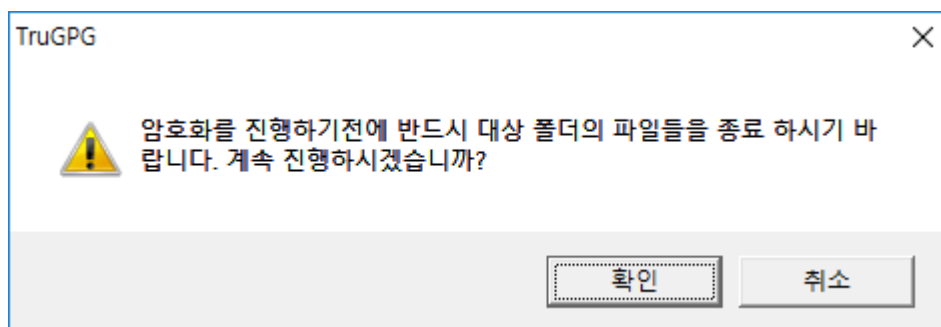 TruGPG
암호화를 진행하기전에 반드시 대상 폴더의 파일들을 종료 하시기 바
랍니다. 계속 진행하시겠습니까?
확인
취소